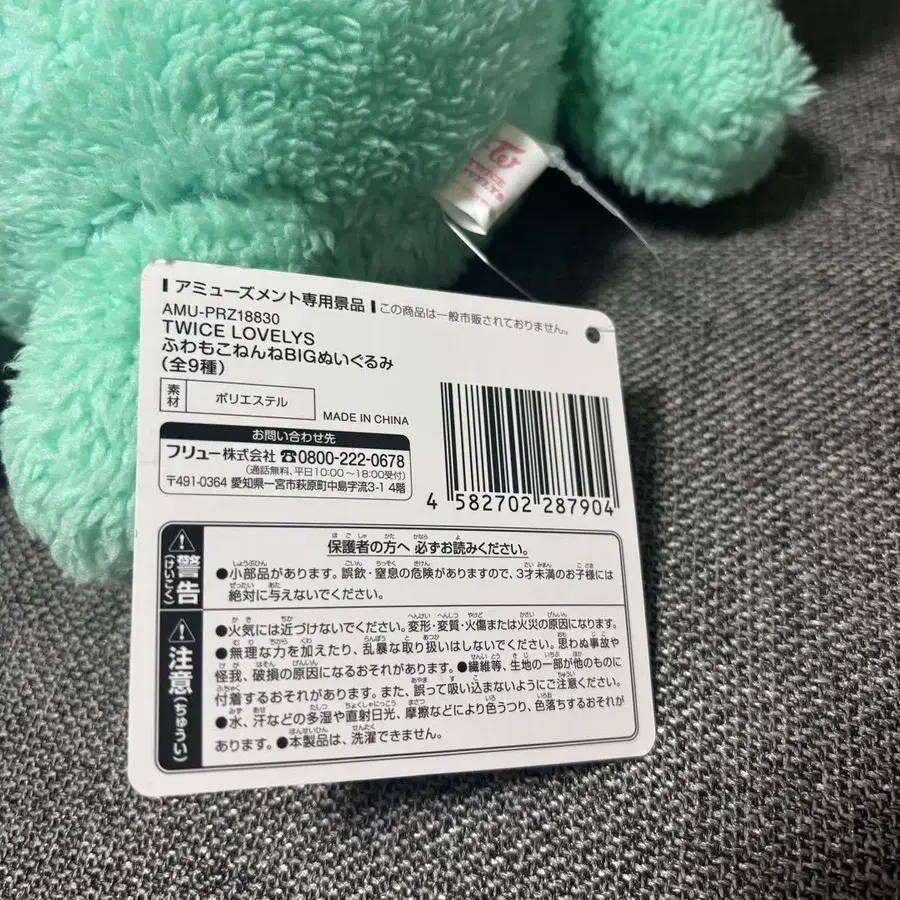 TWICE
LOVELYS
アミューズメント専用景品 この商品は一般市販されておりません。
AMU-PRZ18830
TWICE LOVELYS
ふわもこねんねBIGぬいぐるみ
(全9種)
素材 ポリエステル
MADE IN CHINA
お問い合わせ先
フリュー株式会社 ☎0800-222-0678
(通話無料、平日10:00~18:00受付)
〒491-0364 愛知県一宮市萩原町中島字流3-1 4階
4 582702 287904
警告(けいこく)
保護者の方へ 必ずお読みください。
●小部品があります。誤飲・窒息の危険がありますので、3才未満のお子様には
絶対に与えないでください。
注意(ちゅうい)
●火気には近づけないでください。変形・変質・火傷または火災の原因になります。
●無理な力を加えたり、乱暴な取り扱いはしないでください。思わぬ事故や
怪我、破損の原因になるおそれがあります。●繊維等、生地の一部が他のものに
付着するおそれがあります。また、誤って吸い込まないようにご注意ください。
●水、汗などの多湿や直射日光、摩擦などにより色うつり、色落ちするおそれが
あります。●本製品は、洗濯できません。